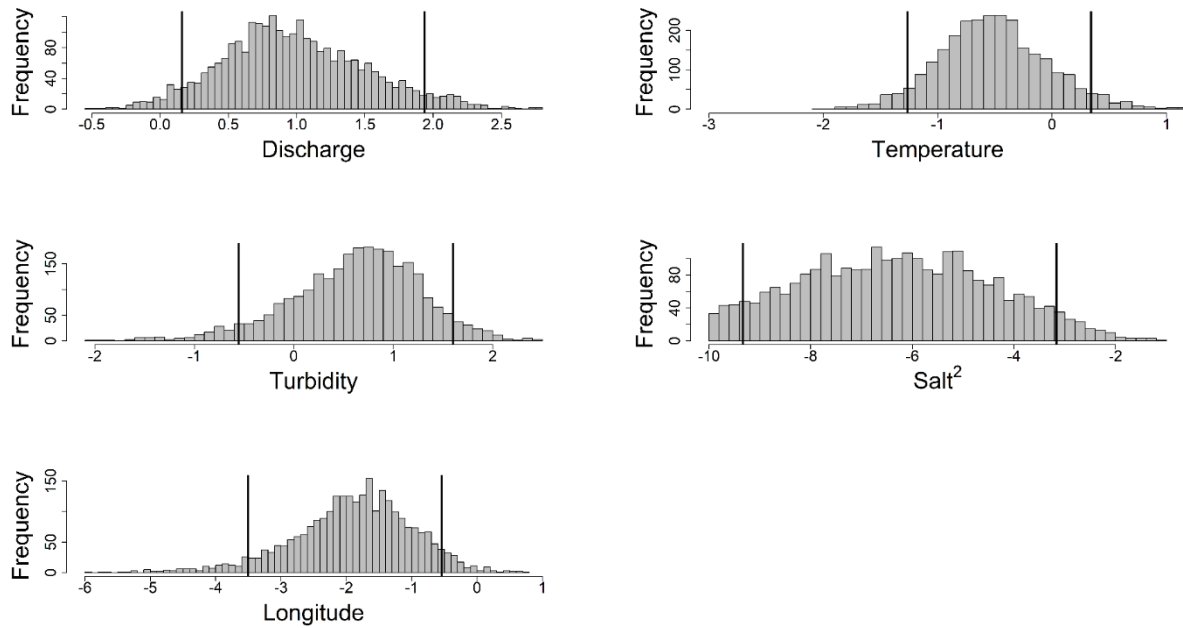 Frequency
0 40 80
-0.5 0.0 0.5 1.0 1.5 2.0 2.5
Discharge
Frequency
0 100 200
-3 -2 -1 0 1
Temperature
Frequency
0 50 150
-2 -1 0 1 2
Turbidity
Frequency
0 40 80
-10 -8 -6 -4 -2
Salt²
Frequency
0 50 150
-6 -5 -4 -3 -2 -1 0 1
Longitude